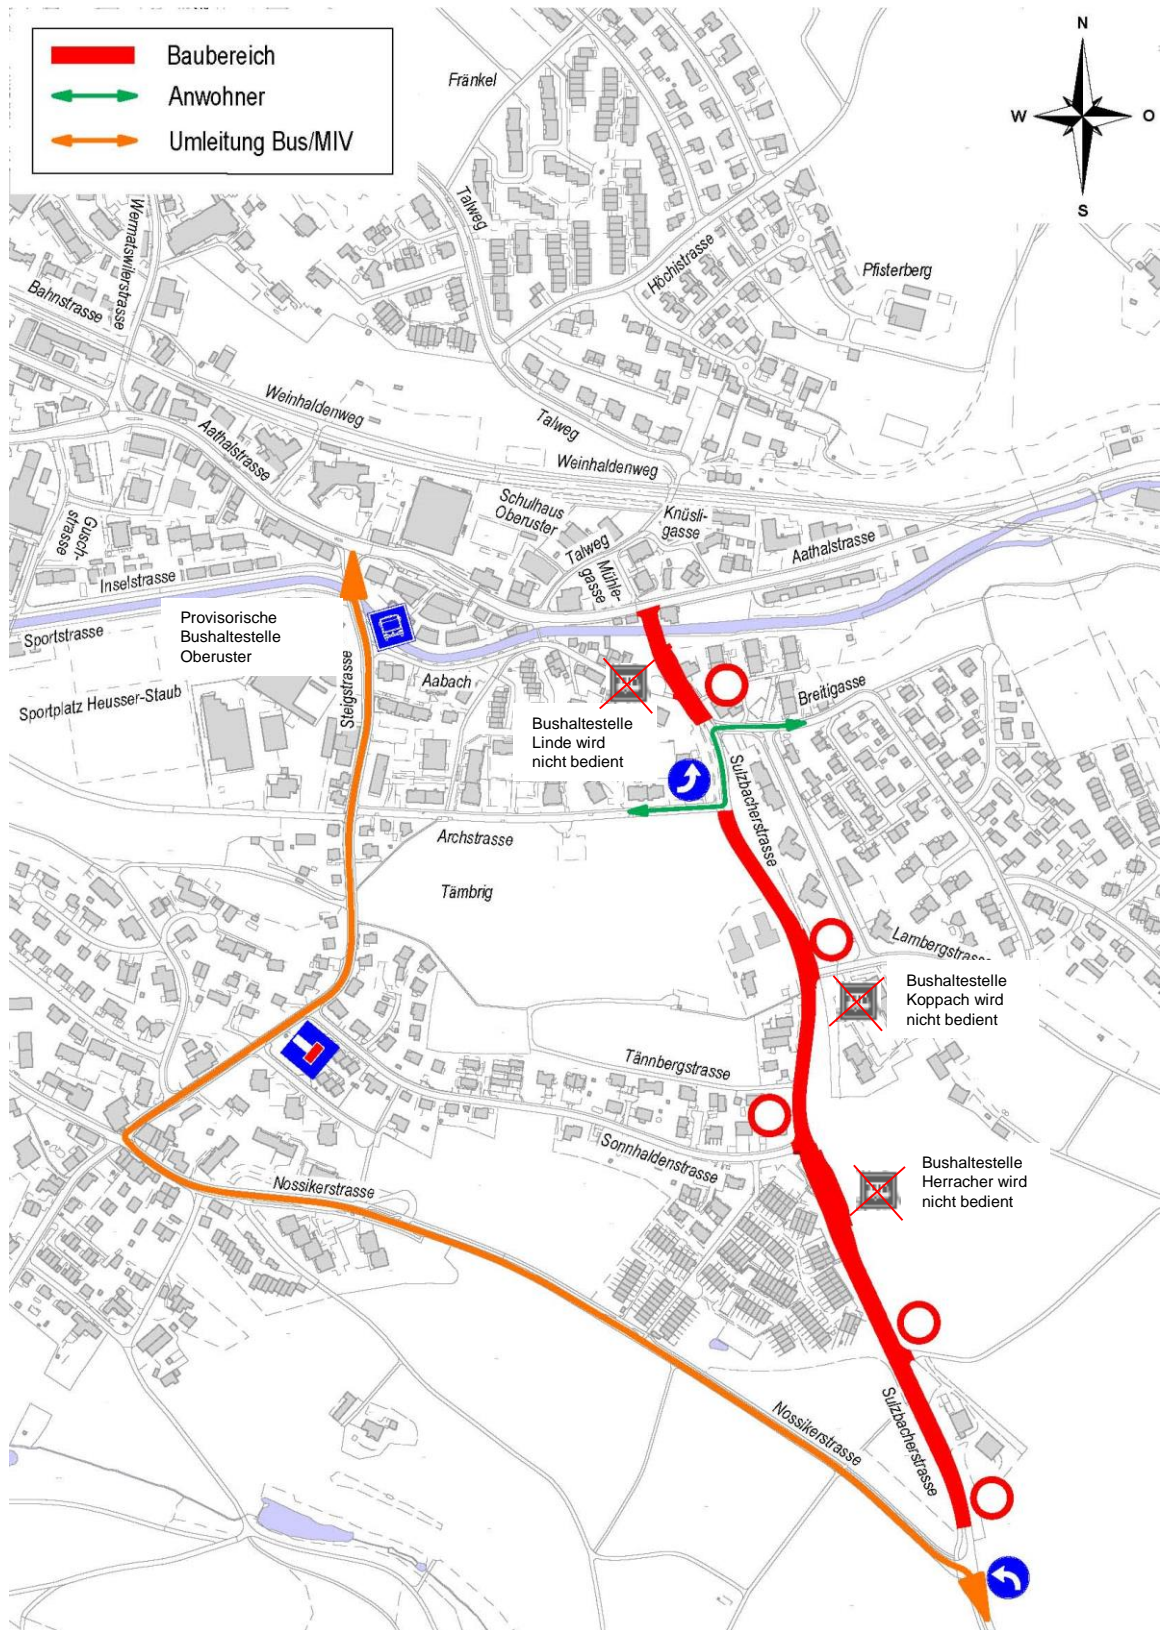 Baubereich
Anwohner
Umleitung Bus/MIV
N
W
O
S
Fränkel
Talweg
Wermatswilerstrasse
Bahnstrasse
Höchistrasse
Pfisterberg
Weinhaldenweg
Aathalstrasse
Talweg
Weinhaldenweg
Schulhaus
Oberuster
Knüsli-
gasse
Gusch-
strasse
Talweg
Mühle-
gasse
Aathalstrasse
Inselstrasse
Sportstrasse
Provisorische
Bushaltestelle
Oberuster
Sportplatz Heusser-Staub
Steigstrasse
Aabach
Breitigasse
Bushaltestelle
Linde wird
nicht bedient
Sulzbacherstrasse
Archstrasse
Tämbrig
Lambergstrasse
Bushaltestelle
Koppach wird
nicht bedient
Tännbergstrasse
Sonnhaldenstrasse
Bushaltestelle
Herracher wird
nicht bedient
Nossikerstrasse
Nossikerstrasse
Sulzbacherstrasse